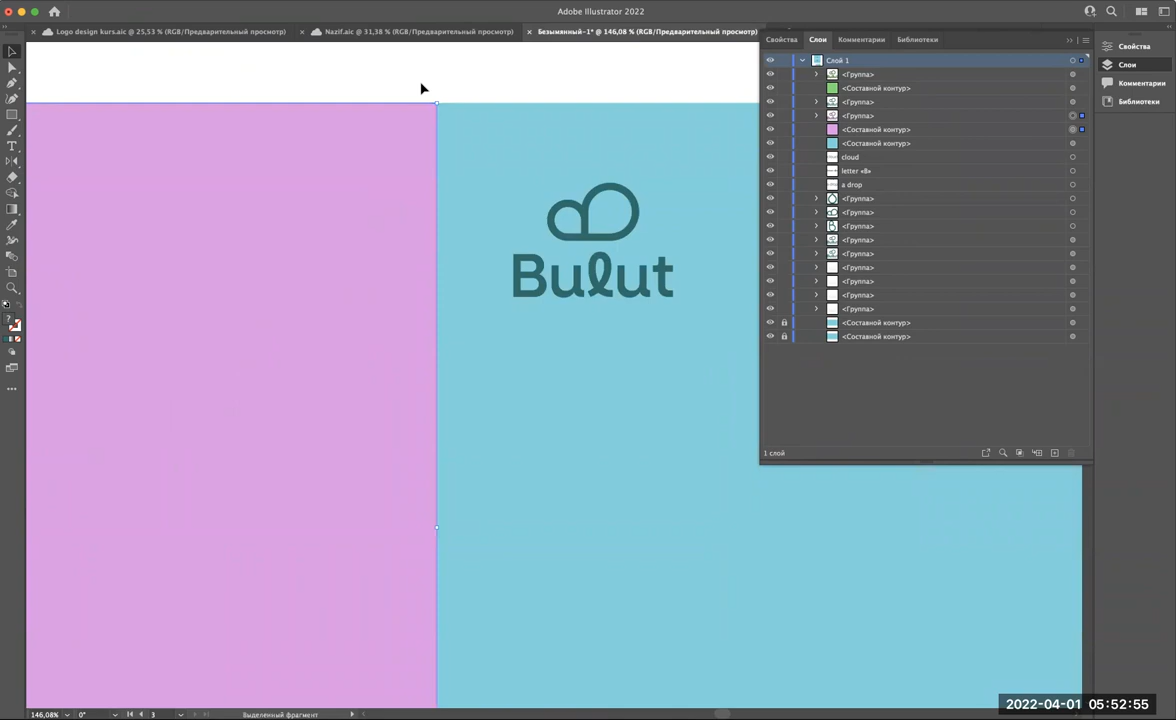 Adobe Illustrator 2022
Logo design kurs.aic @ 25,53 % (RGB/Предварительный просмотр)
Nazif.aic @ 31,38 % (RGB/Предварительный просмотр)
Безымянный-1* @ 146,08 % (RGB/Предварительный просмотр)
Свойства
Слои
Комментарии
Библиотеки
Слой 1
<Группа>
<Составной контур>
<Группа>
<Группа>
<Составной контур>
<Составной контур>
cloud
letter «B»
a drop
<Группа>
<Группа>
<Группа>
<Группа>
<Группа>
<Группа>
<Группа>
<Группа>
<Группа>
<Составной контур>
<Составной контур>
1 слой
Свойства
Слои
Комментарии
Библиотеки
Bulut
146,08%
0°
3
Выделенный фрагмент
2022-04-01 05:52:55